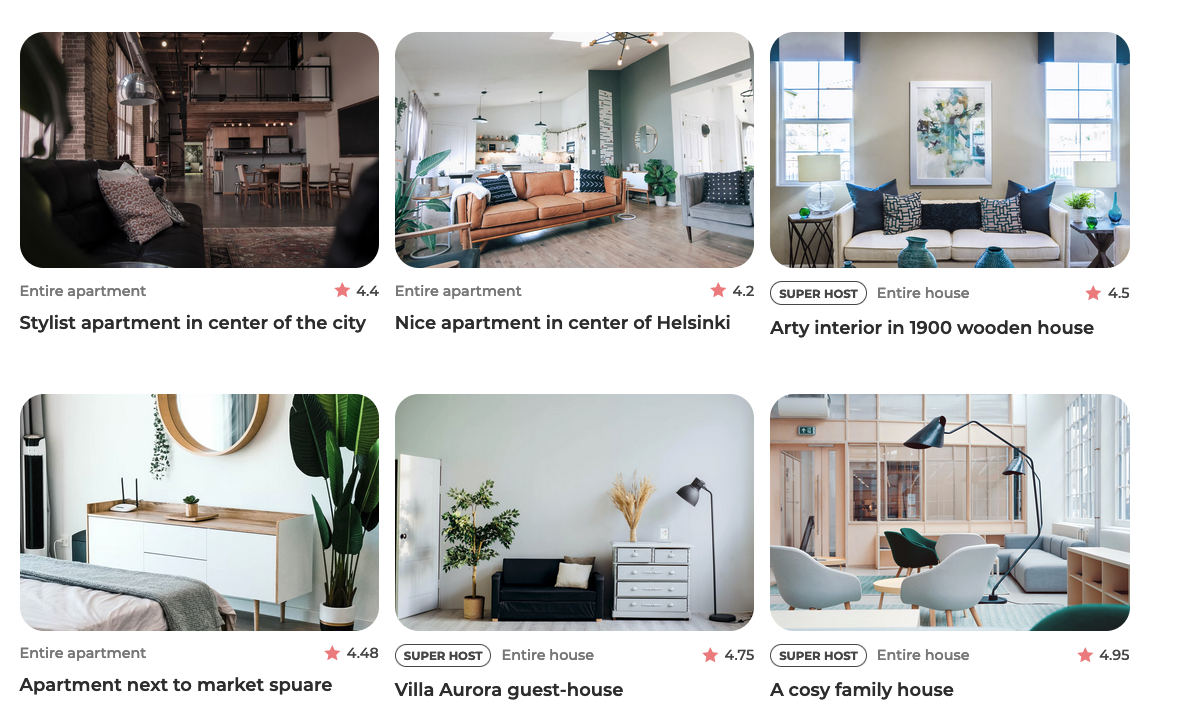 Entire apartment 4.4
Stylist apartment in center of the city
Entire apartment 4.2
Nice apartment in center of Helsinki
SUPER HOST Entire house 4.5
Arty interior in 1900 wooden house
Entire apartment 4.48
Apartment next to market spuare
SUPER HOST Entire house 4.75
Villa Aurora guest-house
SUPER HOST Entire house 4.95
A cosy family house